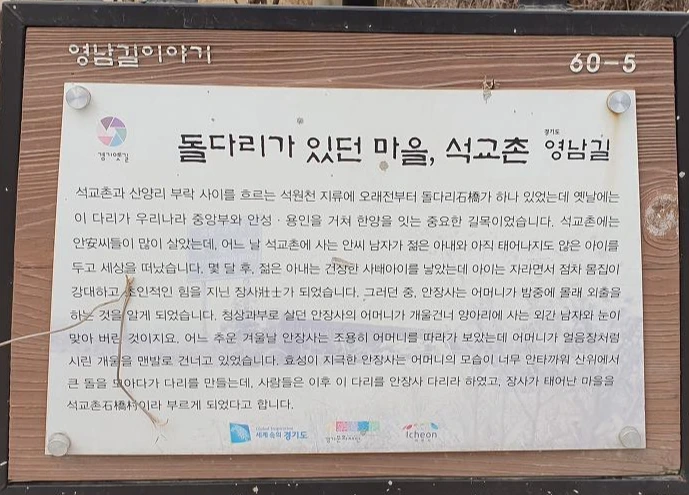 영남길이야기
60-5
경기옛길
돌다리가 있던 마을, 석교촌 경기도 영남길
석교촌과 산양리 부락 사이를 흐르는 석원천 지류에 오래전부터 돌다리石橋가 하나 있었는데 옛날에는
이 다리가 우리나라 중앙부와 안성 · 용인을 거쳐 한양을 잇는 중요한 길목이었습니다. 석교촌에는
안安씨들이 많이 살았는데, 어느 날 석교촌에 사는 안씨 남자가 젊은 아내와 아직 태어나지도 않은 아이를
두고 세상을 떠났습니다. 몇 달 후, 젊은 아내는 건장한 사내아이를 낳았는데 아이는 자라면서 점차 몸집이
강대하고 초인적인 힘을 지닌 장사壯士가 되었습니다. 그러던 중, 안장사는 어머니가 밤중에 몰래 외출을
하는 것을 알게 되었습니다. 청상과부로 살던 안장사의 어머니가 개울건너 양아리에 사는 외간 남자와 눈이
맞아 버린 것이지요. 어느 추운 겨울날 안장사는 조용히 어머니를 따라가 보았는데 어머니가 얼음장처럼
시린 개울을 맨발로 건너고 있었습니다. 효성이 지극한 안장사는 어머니의 모습이 너무 안타까워 산위에서
큰 돌을 모아다가 다리를 만들는데, 사람들은 이후 이 다리를 안장사 다리라 하였고, 장사가 태어난 마을을
석교촌石橋村이라 부르게 되었다고 합니다.
세계속의 경기도
경기문화재단
Icheon